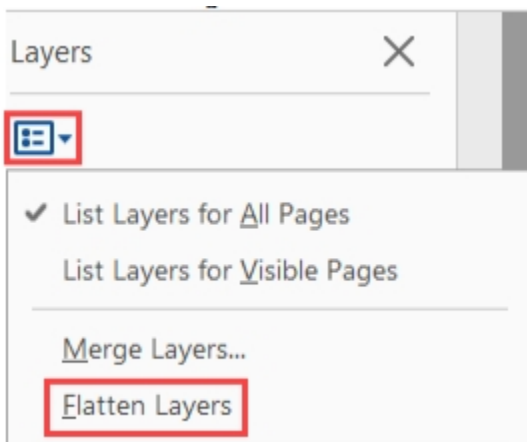 Layers
List Layers for All Pages
List Layers for Visible Pages
Merge Layers...
Flatten Layers